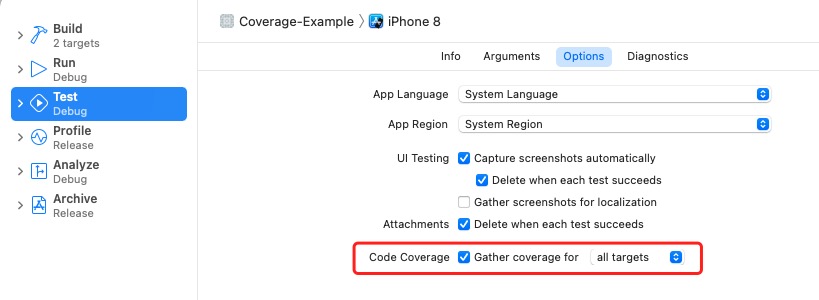 Coverage-Example 〉 iPhone 8
Build
2 targets
Run
Debug
Test
Debug
Profile
Release
Analyze
Debug
Archive
Release
Info Arguments Options Diagnostics
App Language System Language
App Region System Region
UI Testing Capture screenshots automatically
Delete when each test succeeds
Gather screenshots for localization
Attachments Delete when each test succeeds
Code Coverage Gather coverage for all targets